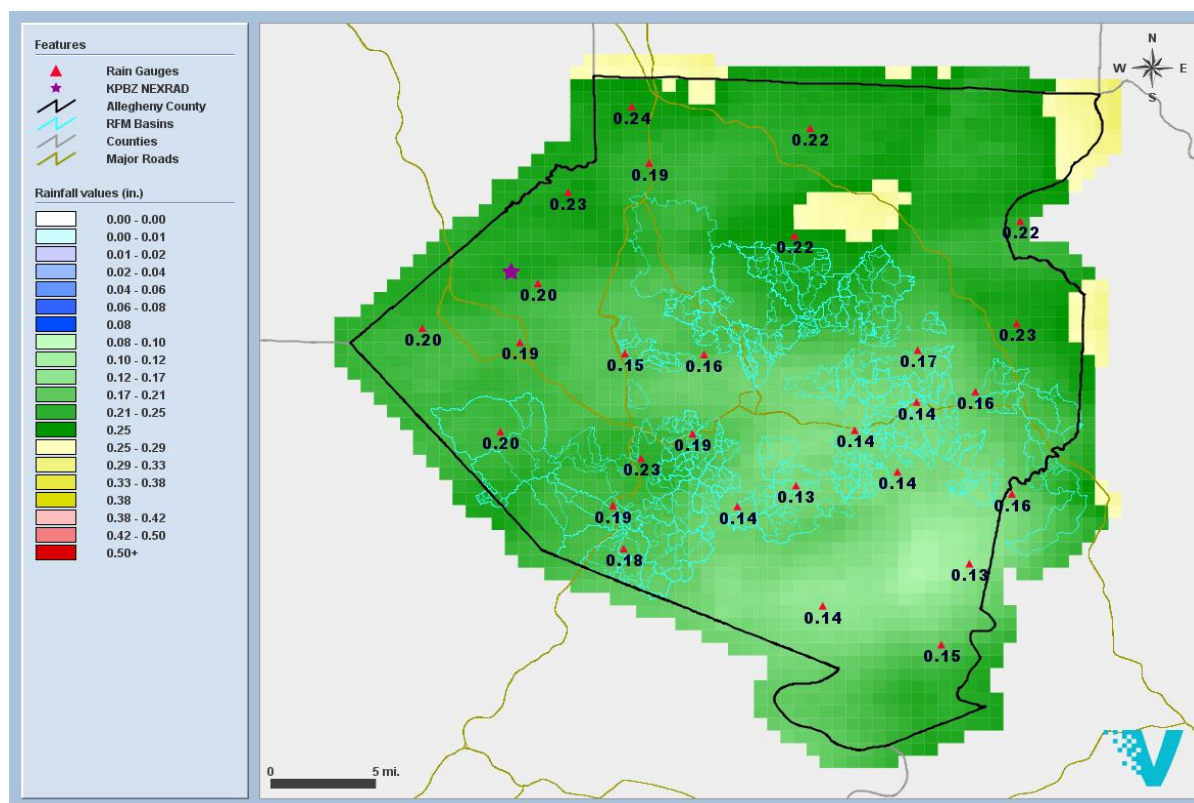 Features
Rain Gauges
KPBZ NEXRAD
Allegheny County
RFM Basins
Counties
Major Roads
Rainfall values (in.)
0.00 - 0.00
0.00 - 0.01
0.01 - 0.02
0.02 - 0.04
0.04 - 0.06
0.06 - 0.08
0.08
0.08 - 0.10
0.10 - 0.12
0.12 - 0.17
0.17 - 0.21
0.21 - 0.25
0.25
0.25 - 0.29
0.29 - 0.33
0.33 - 0.38
0.38
0.38 - 0.42
0.42 - 0.50
0.50+
N
W E
S
0.24
0.22
0.19
0.23
0.22
0.22
0.20
0.23
0.20
0.19
0.15
0.16
0.17
0.16
0.14
0.20
0.19
0.14
0.23
0.14
0.13
0.16
0.19
0.14
0.18
0.13
0.14
0.15
0 5 mi.
V